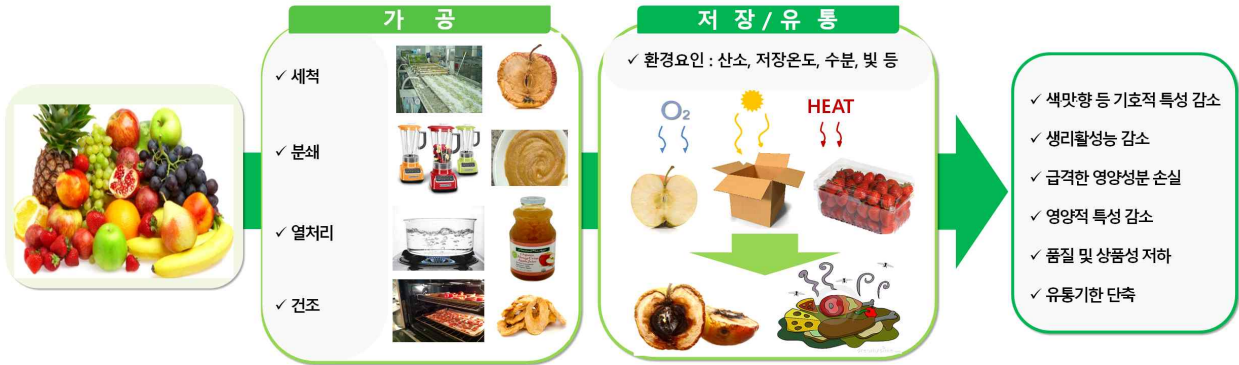 가 공
✓ 세척
✓ 분쇄
✓ 열처리
✓ 건조
저 장 / 유 통
✓ 환경요인 : 산소, 저장온도, 수분, 빛 등
O₂
HEAT
✓ 색맛향 등 기호적 특성 감소
✓ 생리활성능 감소
✓ 급격한 영양성분 손실
✓ 영양적 특성 감소
✓ 품질 및 상품성 저하
✓ 유통기한 단축